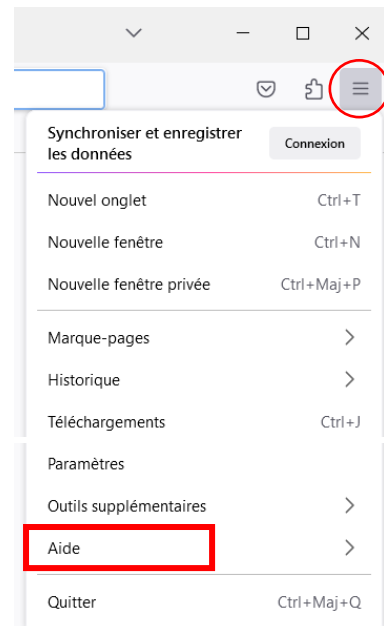 Synchroniser et enregistrer
les données
Connexion
Nouvel onglet Ctrl+T
Nouvelle fenêtre Ctrl+N
Nouvelle fenêtre privée Ctrl+Maj+P
Marque-pages
Historique
Téléchargements Ctrl+J
Paramètres
Outils supplémentaires
Aide
Quitter Ctrl+Maj+Q